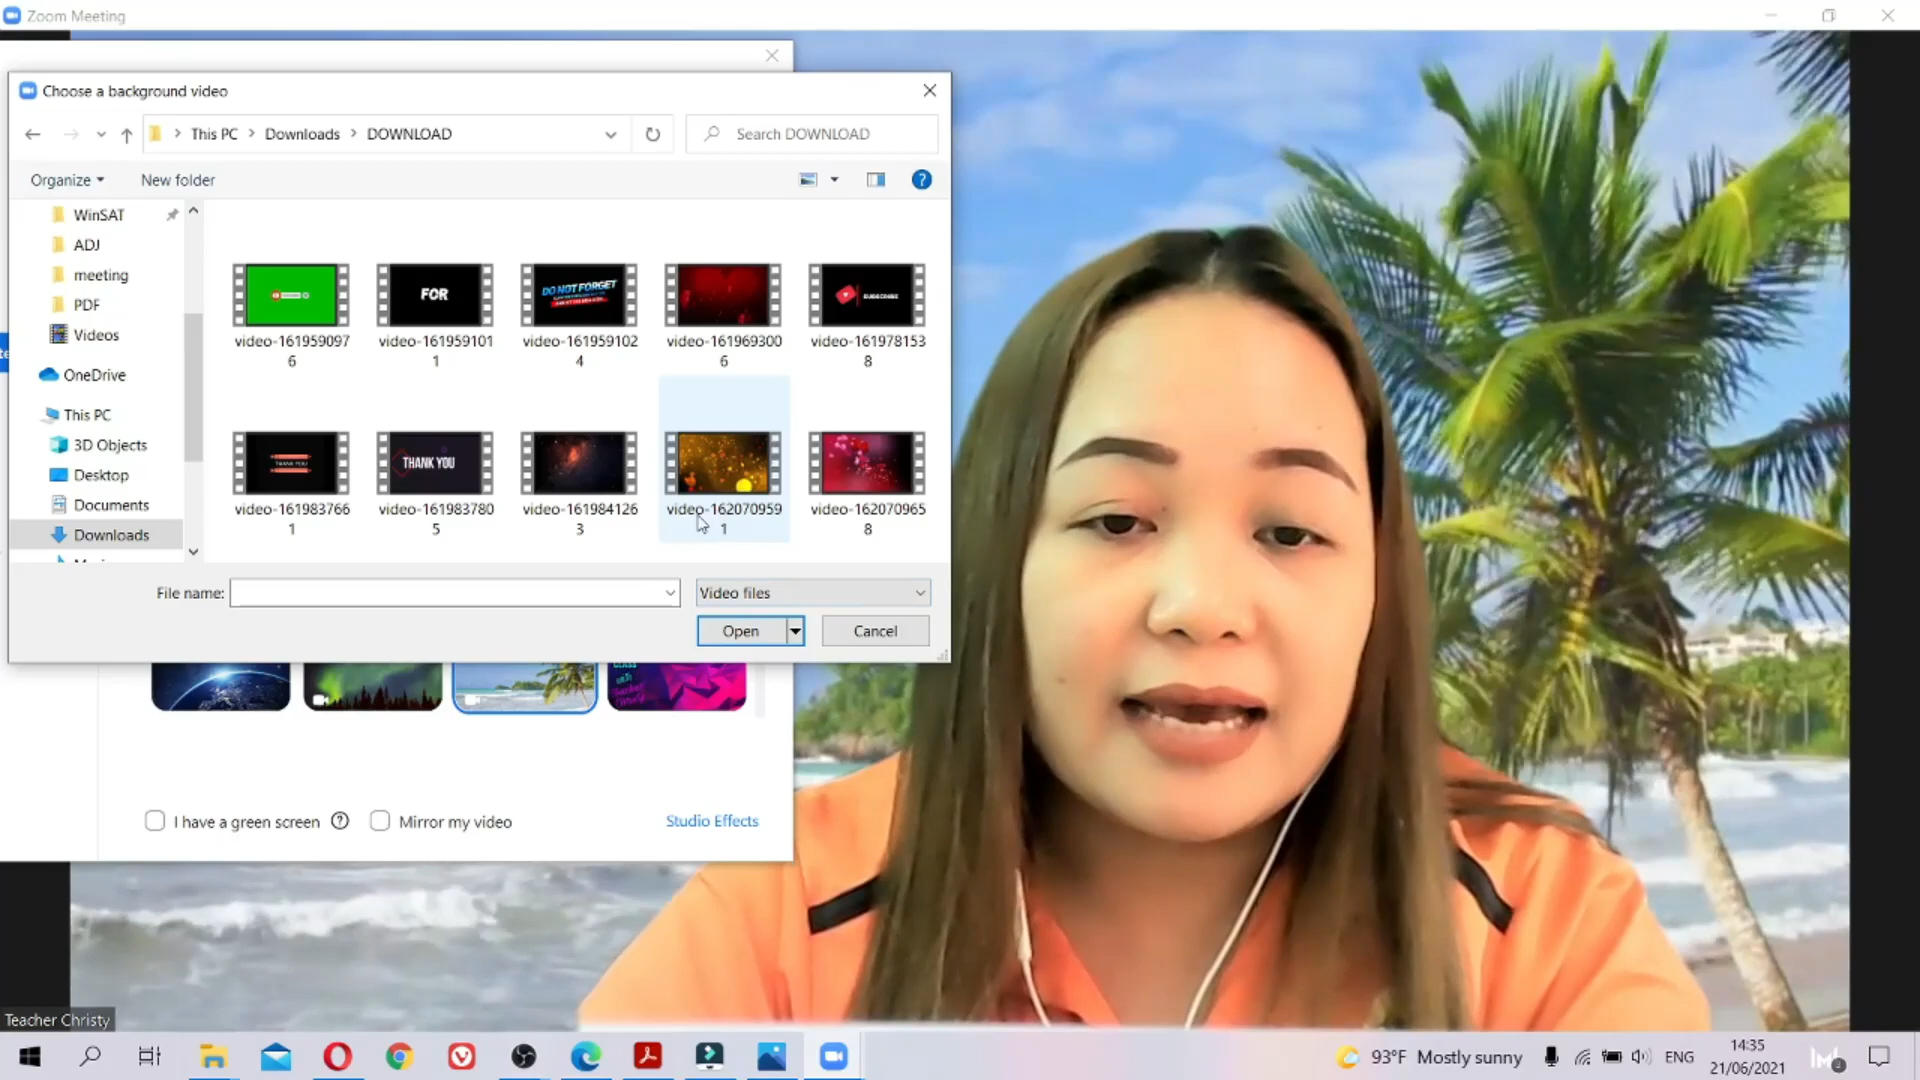 Zoom Meeting
Choose a background video
This PC
Downloads
DOWNLOAD
Search DOWNLOAD
Organize
New folder
WinSAT
ADJ
meeting
PDF
Videos
OneDrive
This PC
3D Objects
Desktop
Documents
Downloads
FOR
DO NOT FORGET
SUBSCRIBE
video-161959097
6
video-161959101
1
video-161959102
4
video-161969300
6
video-161978153
8
THANK YOU
THANK YOU
video-161983766
1
video-161983780
5
video-161984126
3
video-162070959
1
video-162070965
8
File name:
Video files
Open
Cancel
I have a green screen
Mirror my video
Studio Effects
Teacher Christy
93°F Mostly sunny
ENG
14:35
21/06/2021
3